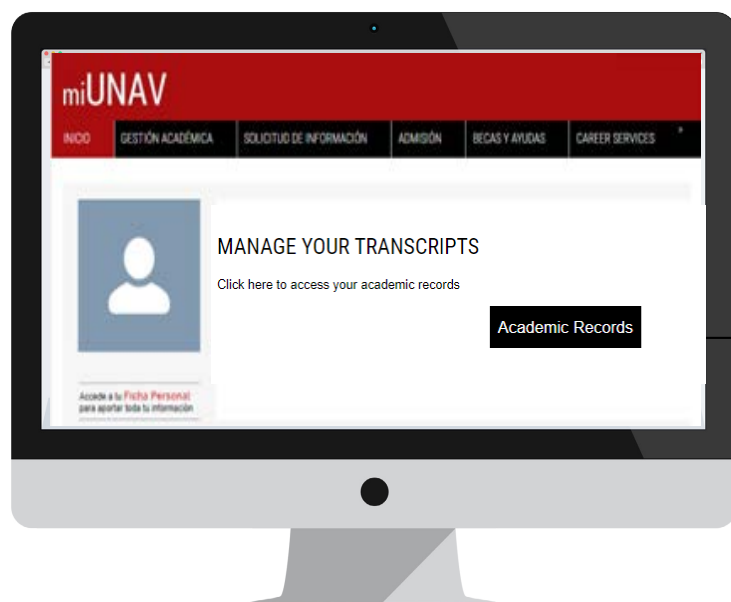 miUNAV
INICIO GESTIÓN ACADÉMICA SOLICITUD DE INFORMACIÓN ADMISIÓN BECAS Y AYUDAS CAREER SERVICES
MANAGE YOUR TRANSCRIPTS
Click here to access your academic records
Academic Records
Accede a tu Ficha Personal
para aportar toda tu información